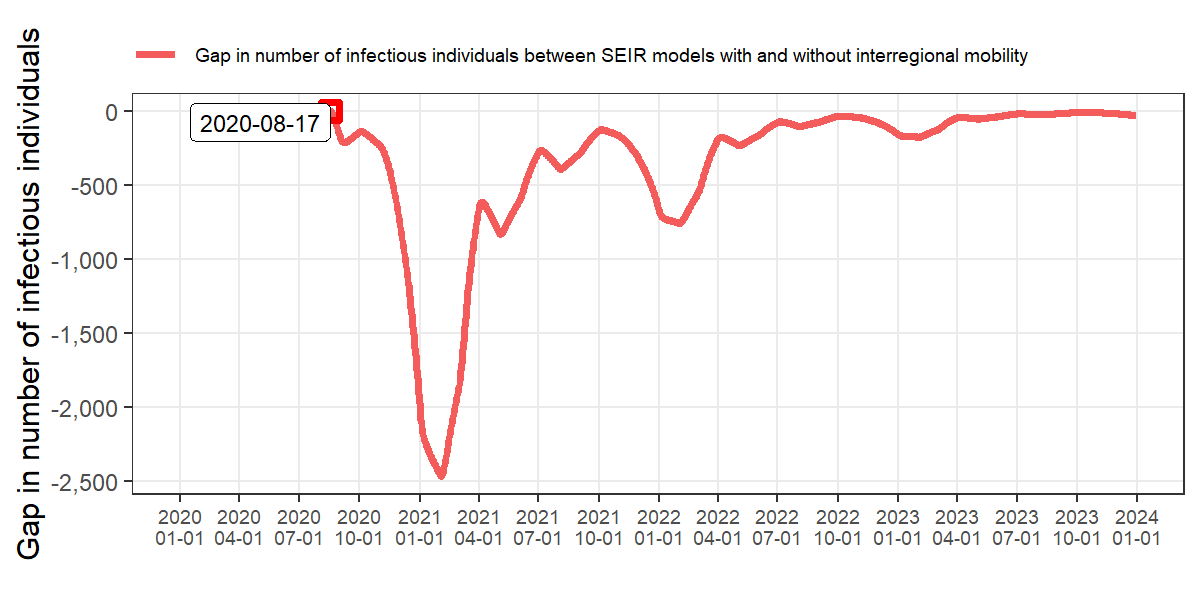 Gap in number of infectious individuals between SEIR models with and without interregional mobility
Gap in number of infectious individuals
0
-500
-1,000
-1,500
-2,000
-2,500
2020-08-17
2020 2020 2020 2020 2021 2021 2021 2021 2022 2022 2022 2022 2023 2023 2023 2023 2024
01-01 04-01 07-01 10-01 01-01 04-01 07-01 10-01 01-01 04-01 07-01 10-01 01-01 04-01 07-01 10-01 01-01